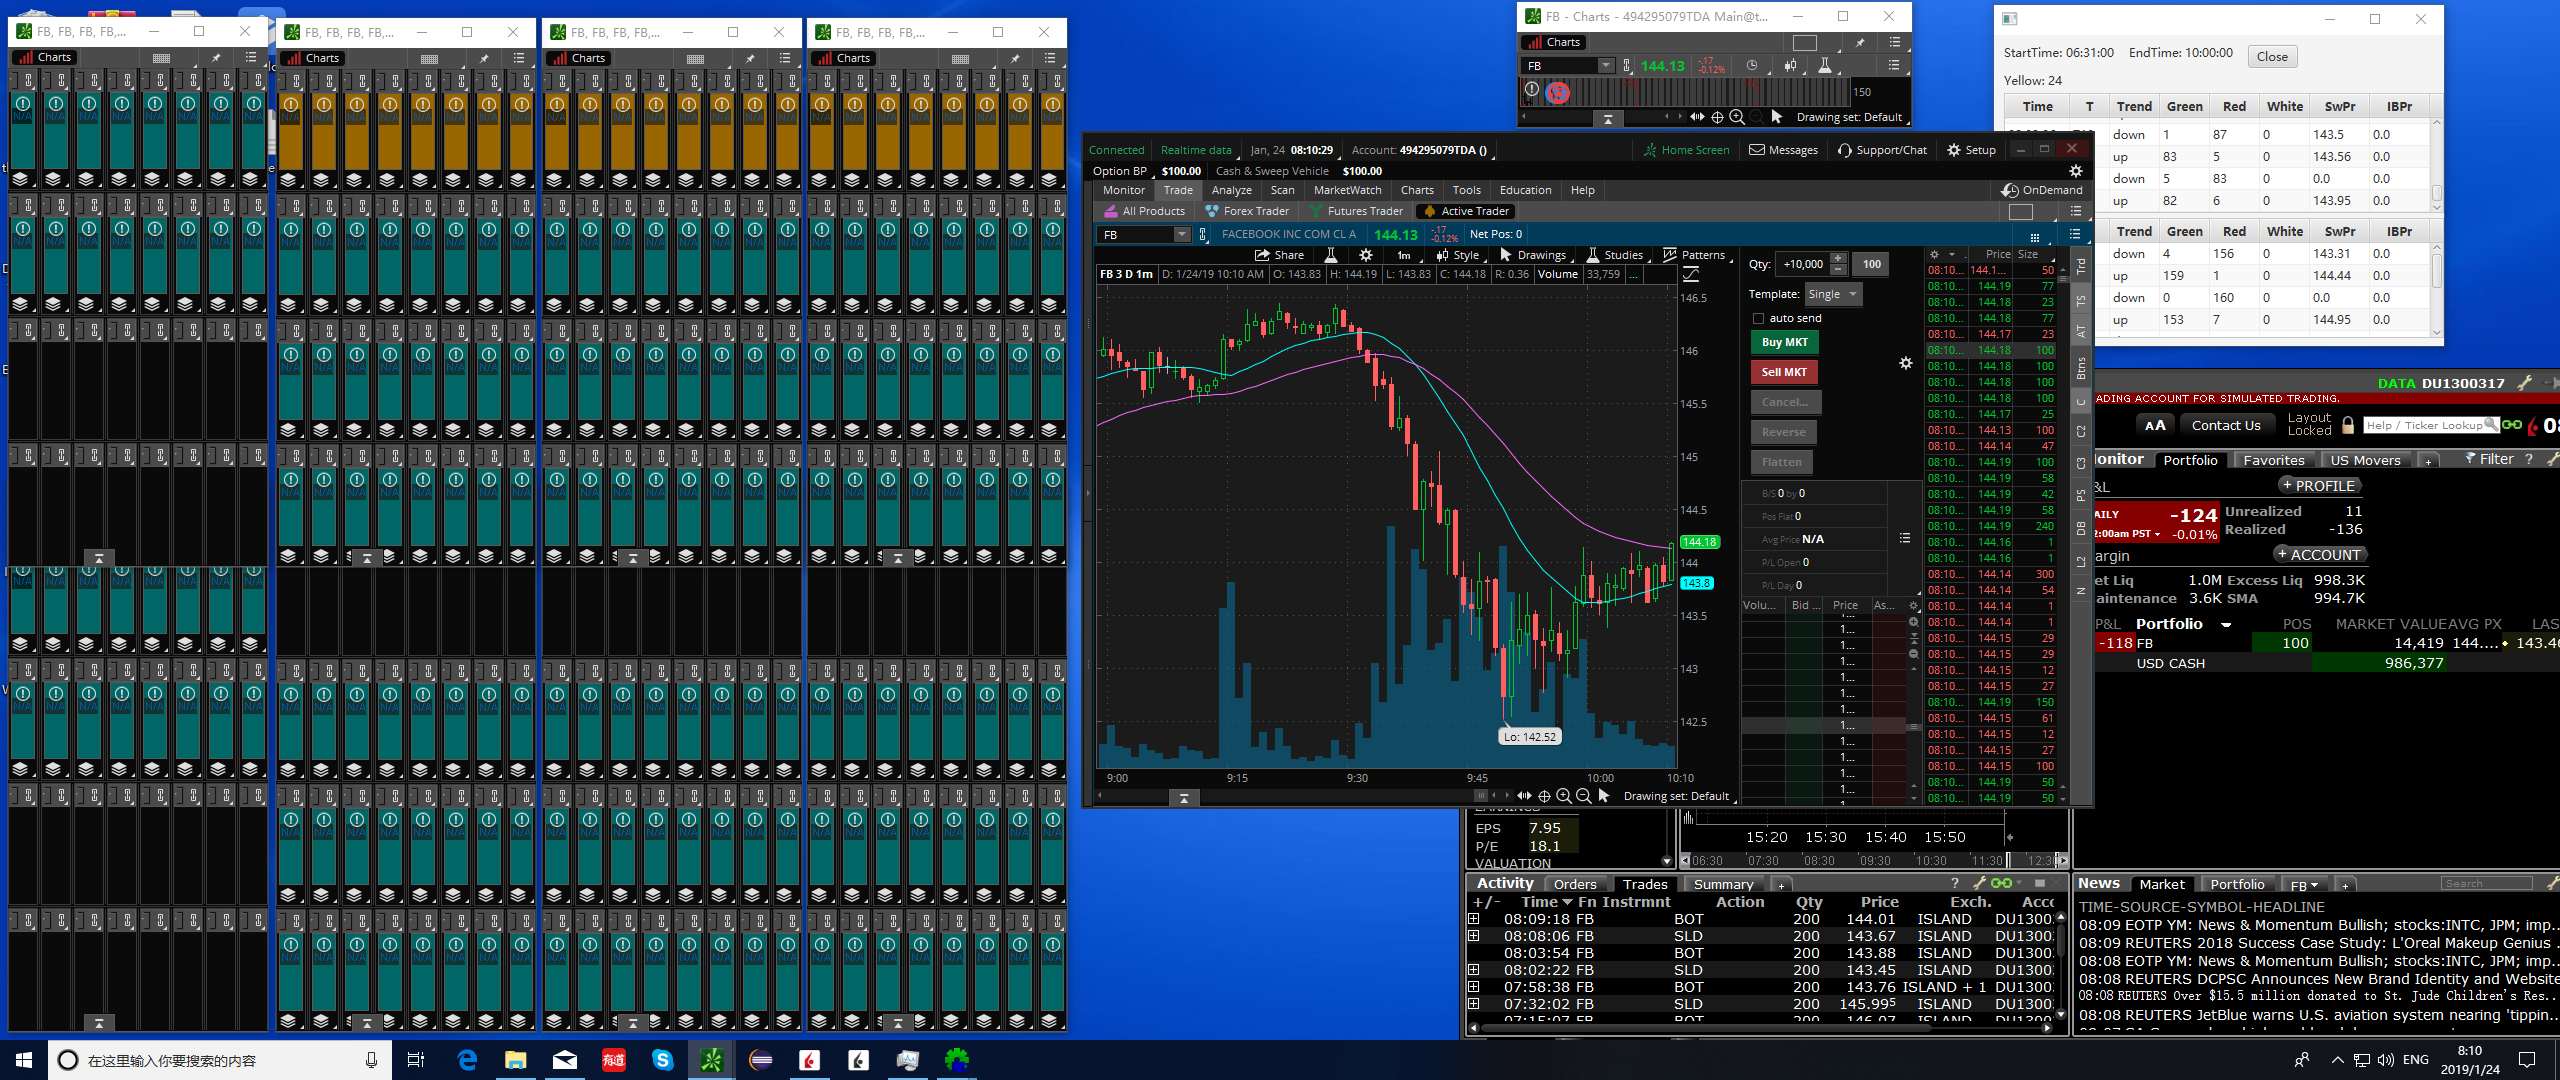 FB, FB, FB, FB,...
Charts
FB, FB, FB, FB,...
Charts
FB, FB, FB, FB,...
Charts
FB, FB, FB, FB,...
Charts
FB - Charts - 494295079TDA Main@t...
Charts
FB 144.13 -.17 -0.12%
150
Drawing set: Default
StartTime: 06:31:00 EndTime: 10:00:00 Close
Yellow: 24
Time T Trend Green Red White SwPr IBPr
down 1 87 0 143.5 0.0
up 83 5 0 143.56 0.0
down 5 83 0 0.0 0.0
up 82 6 0 143.95 0.0
Trend Green Red White SwPr IBPr
down 4 156 0 143.31 0.0
up 159 1 0 144.44 0.0
down 0 160 0 0.0 0.0
up 153 7 0 144.95 0.0
Connected Realtime data Jan, 24 08:10:29 Account: 494295079TDA () Home Screen Messages Support/Chat Setup
Option BP $100.00 Cash & Sweep Vehicle $100.00
Monitor Trade Analyze Scan MarketWatch Charts Tools Education Help OnDemand
All Products Forex Trader Futures Trader Active Trader
FB FACEBOOK INC COM CL A 144.13 -.17 -0.12% Net Pos: 0
Share 1m Style Drawings Studies Patterns
FB 3 D 1m D: 1/24/19 10:10 AM O: 143.83 H: 144.19 L: 143.83 C: 144.18 R: 0.36 Volume 33,759 ...
146.5
146
145.5
145
144.5
144.18
144
143.8
143.5
143
142.5
Lo: 142.52
9:00 9:15 9:30 9:45 10:00 10:10
Drawing set: Default
Qty: +10,000 100
Template: Single
auto send
Buy MKT
Sell MKT
Cancel...
Reverse
Flatten
B/S 0 by 0
Pos Flat 0
Avg Price N/A
P/L Open 0
P/L Day 0
Volu... Bid ... Price As...
Price Size
08:10... 144.1... 50
08:10... 144.19 77
08:10... 144.18 23
08:10... 144.18 77
08:10... 144.17 23
08:10... 144.18 100
08:10... 144.18 100
08:10... 144.18 100
08:10... 144.18 100
08:10... 144.17 25
08:10... 144.13 100
08:10... 144.14 47
08:10... 144.19 100
08:10... 144.19 58
08:10... 144.19 42
08:10... 144.19 58
08:10... 144.19 240
08:10... 144.16 1
08:10... 144.16 1
08:10... 144.14 300
08:10... 144.14 54
08:10... 144.14 1
08:10... 144.14 1
08:10... 144.15 29
08:10... 144.15 29
08:10... 144.15 12
08:10... 144.15 27
08:10... 144.19 150
08:10... 144.15 61
08:10... 144.15 12
08:10... 144.15 27
08:10... 144.15 100
08:10... 144.19 50
08:10... 144.19 50
Trd
TS
AT
Btns
C
C2
C3
PS
DB
L2
N
DATA DU1300317
ADING ACCOUNT FOR SIMULATED TRADING.
AA Contact Us Layout Locked Help / Ticker Lookup
onitor Portfolio Favorites US Movers + Filter ?
&L + PROFILE
AILY -124 Unrealized 11
2:00am PST -0.01% Realized -136
argin + ACCOUNT
et Liq 1.0M Excess Liq 998.3K
aintenance 3.6K SMA 994.7K
P&L Portfolio POS MARKET VALUE AVG PX LAS
-118 FB 100 14,419 144.... 143.46
USD CASH 986,377
EPS 7.95
P/E 18.1
VALUATION
15:20 15:30 15:40 15:50
06:30 07:30 08:30 09:30 10:30 11:30 12:30
Activity Orders Trades Summary + ?
+/- Time Fn Instrmnt Action Qty Price Exch. Acc
08:09:18 FB BOT 200 144.01 ISLAND DU1300
08:08:06 FB SLD 200 143.67 ISLAND DU1300
08:03:54 FB BOT 200 143.88 ISLAND DU1300
08:02:22 FB SLD 200 143.45 ISLAND DU1300
07:58:38 FB BOT 200 143.76 ISLAND + 1 DU1300
07:32:02 FB SLD 200 145.995 ISLAND DU1300
07:15:07 FB BOT 200 146.07 ISLAND DU1300
News Market Portfolio FB + Search
TIME-SOURCE-SYMBOL-HEADLINE
08:09 EOTP YM: News & Momentum Bullish; stocks:INTC, JPM; imp...
08:09 REUTERS 2018 Success Case Study: L'Oreal Makeup Genius ...
08:08 EOTP YM: News & Momentum Bullish; stocks:INTC, JPM; imp...
08:08 REUTERS DCPSC Announces New Brand Identity and Website
08:08 REUTERS Over $15.5 million donated to St. Jude Children's Res...
08:08 REUTERS JetBlue warns U.S. aviation system nearing 'tippin...
在这里输入你要搜索的内容
有道
ENG
8:10
2019/1/24